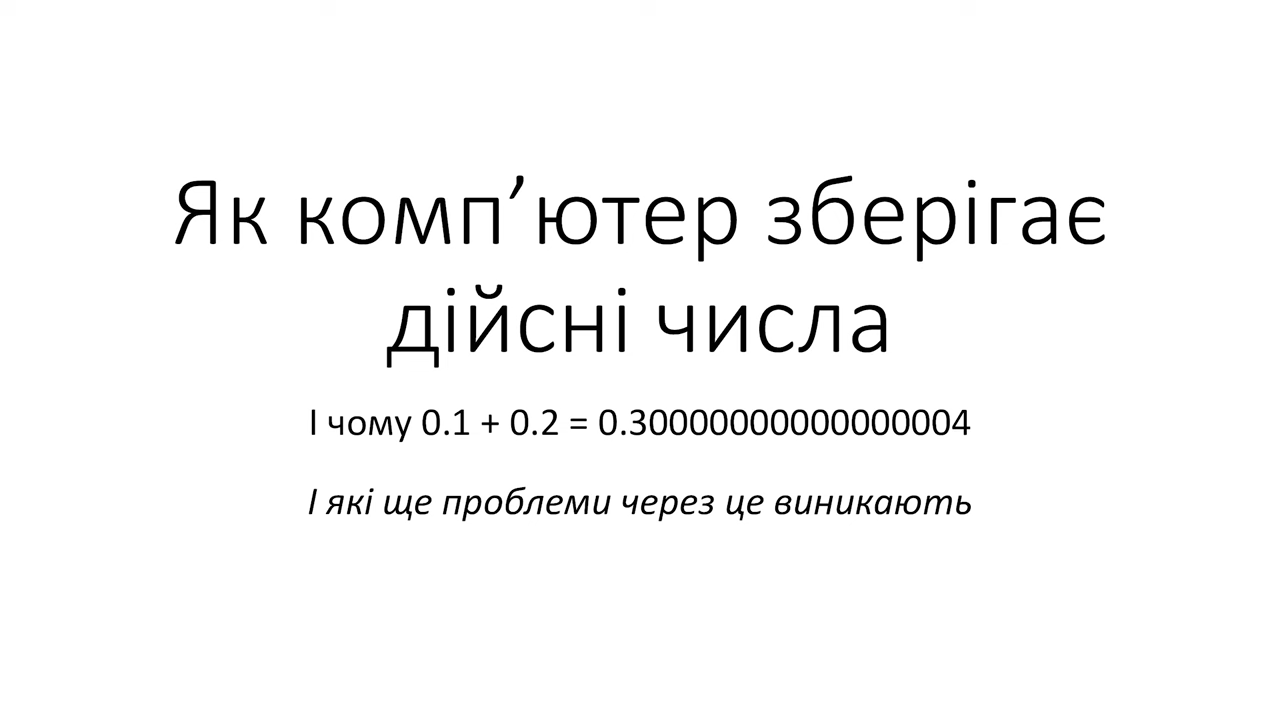 Як комп’ютер зберігає
дійсні числа
І чому 0.1 + 0.2 = 0.30000000000000004
І які ще проблеми через це виникають